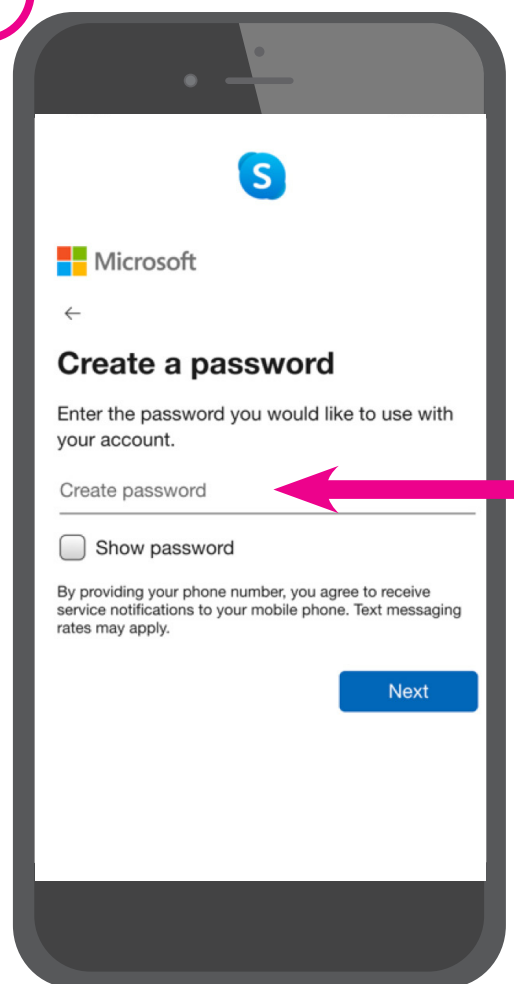 S
Microsoft
Create a password
Enter the password you would like to use with
your account.
Create password
Show password
By providing your phone number, you agree to receive
service notifications to your mobile phone. Text messaging
rates may apply.
Next